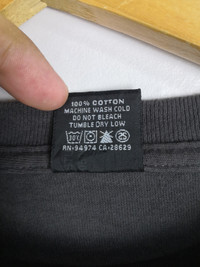 100% COTTON
MACHINE WASH COLD
DO NOT BLEACH
TUMBLE DRY LOW
RN-94974 CA-28629